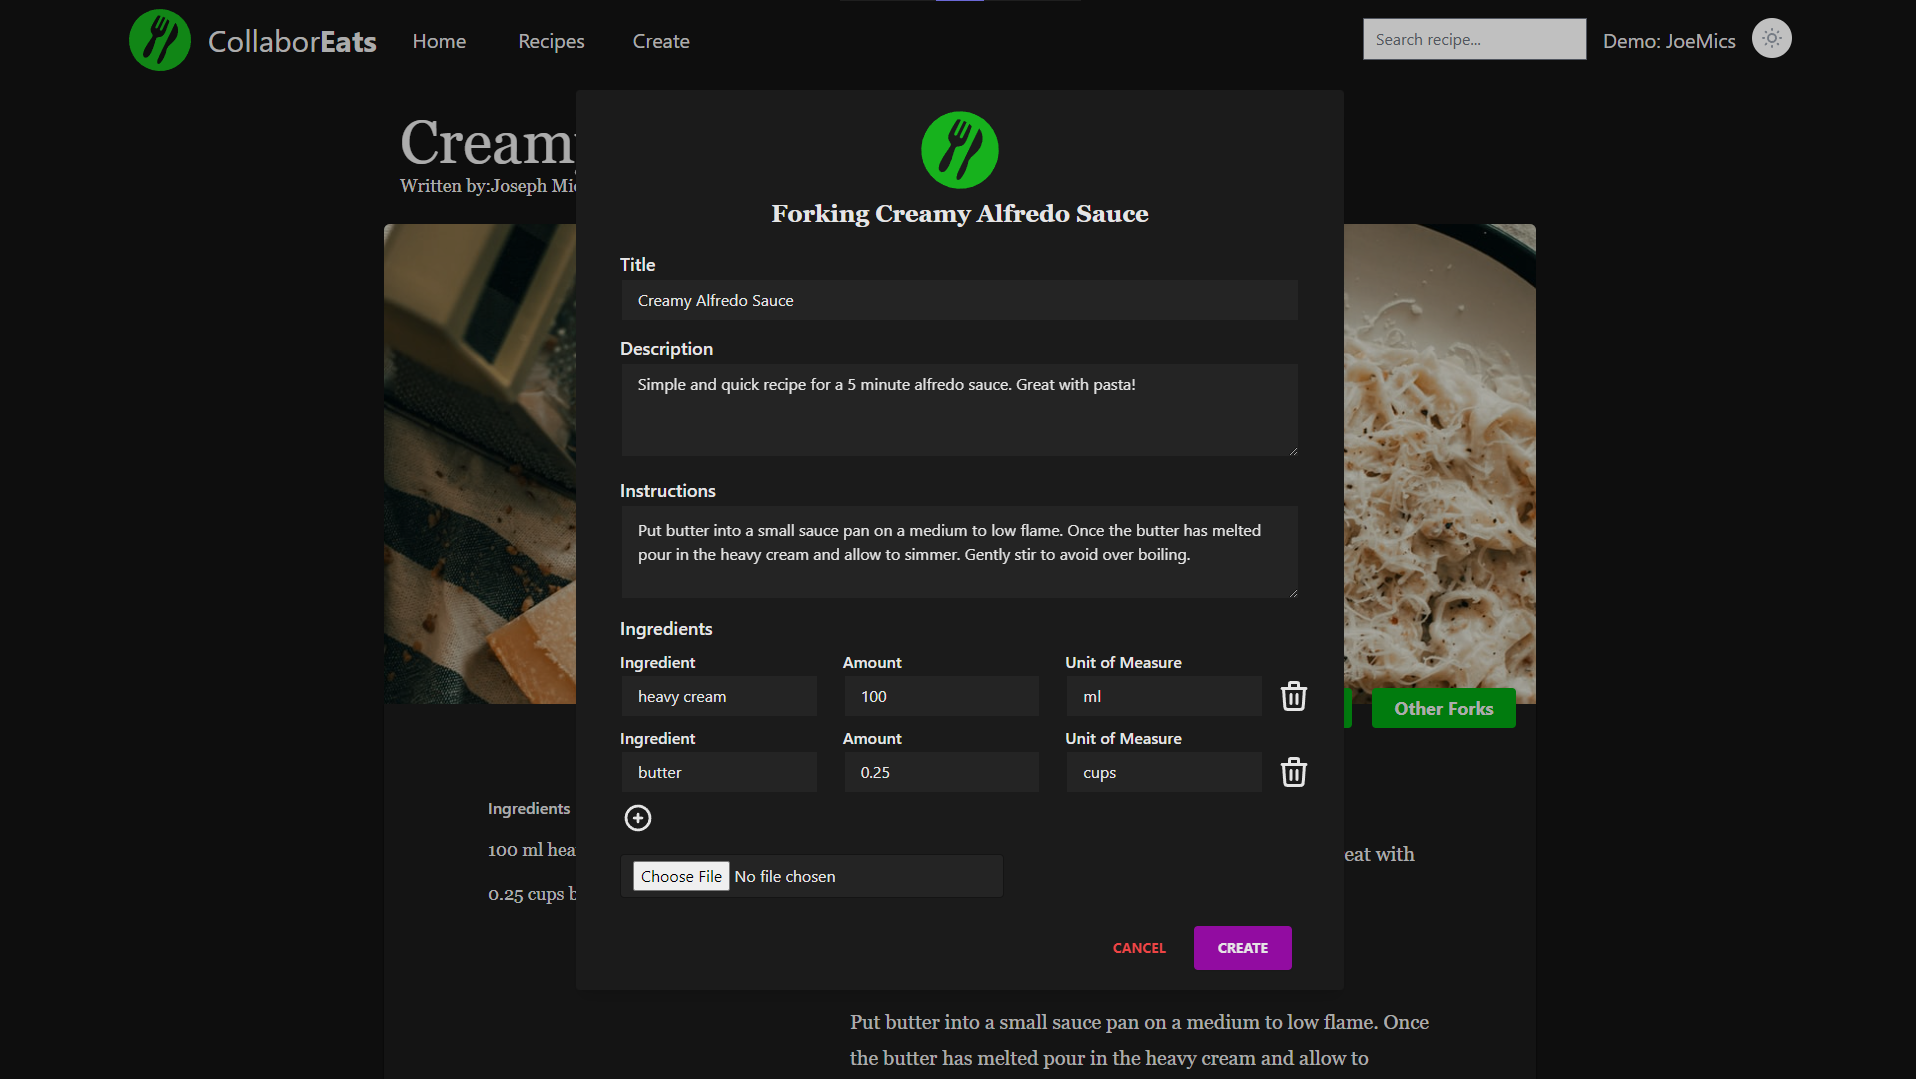 CollaborEats
Home
Recipes
Create
Search recipe...
Demo: JoeMics
Written by:Joseph
Forking Creamy Alfredo Sauce
Title
Creamy Alfredo Sauce
Description
Simple and quick recipe for a 5 minute alfredo sauce. Great with pasta!
Instructions
Put butter into a small sauce pan on a medium to low flame. Once the butter has melted
pour in the heavy cream and allow to simmer. Gently stir to avoid over boiling.
Ingredients
Ingredient
Amount
Unit of Measure
heavy cream
100
ml
Ingredient
Amount
Unit of Measure
butter
0.25
cups
Choose File No file chosen
CANCEL
CREATE
Other Forks
Ingredients
100 ml
0.25 cups
with
Put butter into a small sauce pan on a medium to low flame. Once
the butter has melted pour in the heavy cream and allow to